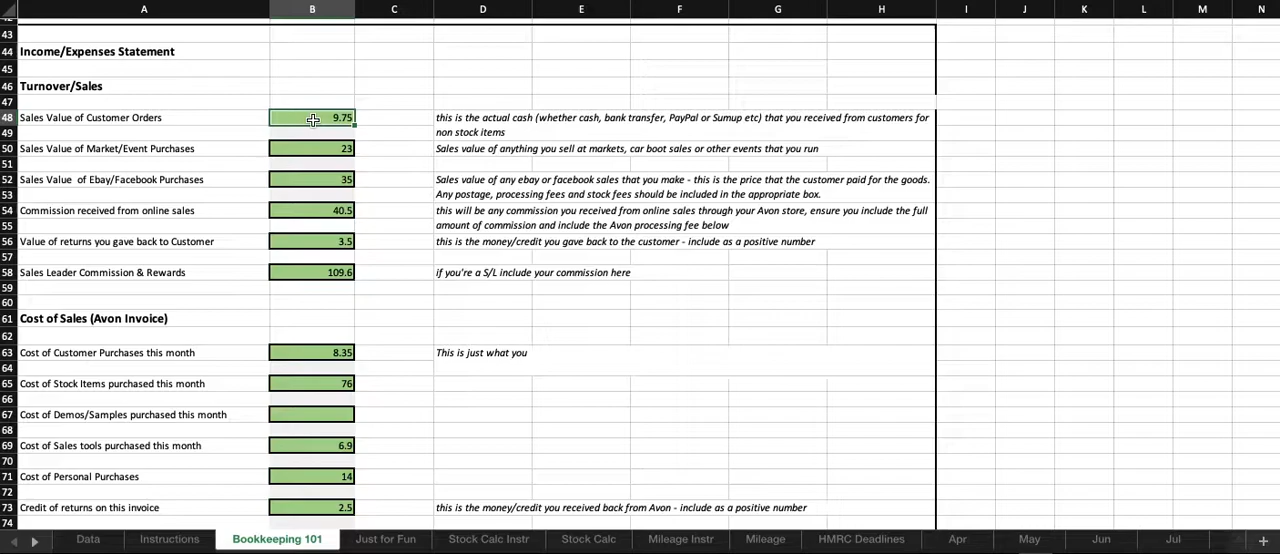 A B C D E F G H I J K L M N
43
44 Income/Expenses Statement
45
46 Turnover/Sales
47
48 Sales Value of Customer Orders 9.75 this is the actual cash (whether cash, bank transfer, PayPal or Sumup etc) that you received from customers for
49 non stock items
50 Sales Value of Market/Event Purchases 23 Sales value of anything you sell at markets, car boot sales or other events that you run
51
52 Sales Value of Ebay/Facebook Purchases 35 Sales value of any ebay or facebook sales that you make - this is the price that the customer paid for the goods.
53 Any postage, processing fees and stock fees should be included in the appropriate box.
54 Commission received from online sales 40.5 this will be any commission you received from online sales through your Avon store, ensure you include the full
55 amount of commission and include the Avon processing fee below
56 Value of returns you gave back to Customer 3.5 this is the money/credit you gave back to the customer - include as a positive number
57
58 Sales Leader Commission & Rewards 109.6 if you're a S/L include your commission here
59
60
61 Cost of Sales (Avon Invoice)
62
63 Cost of Customer Purchases this month 8.35 This is just what you
64
65 Cost of Stock Items purchased this month 76
66
67 Cost of Demos/Samples purchased this month
68
69 Cost of Sales tools purchased this month 6.9
70
71 Cost of Personal Purchases 14
72
73 Credit of returns on this invoice 2.5 this is the money/credit you received back from Avon - include as a positive number
74
Data Instructions Bookkeeping 101 Just for Fun Stock Calc Instr Stock Calc Mileage Instr Mileage HMRC Deadlines Apr May Jun Jul +